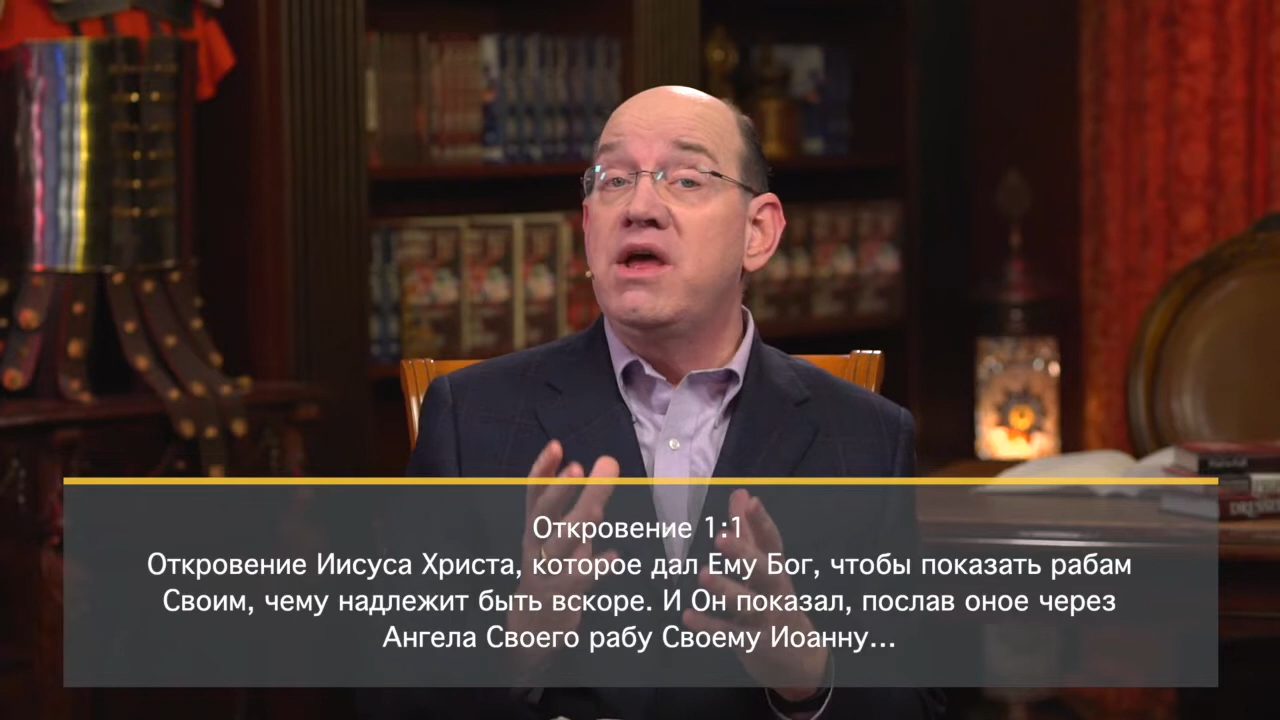 Откровение 1:1
Откровение Иисуса Христа, которое дал Ему Бог, чтобы показать рабам
Своим, чему надлежит быть вскоре. И Он показал, послав оное через
Ангела Своего рабу Своему Иоанну...